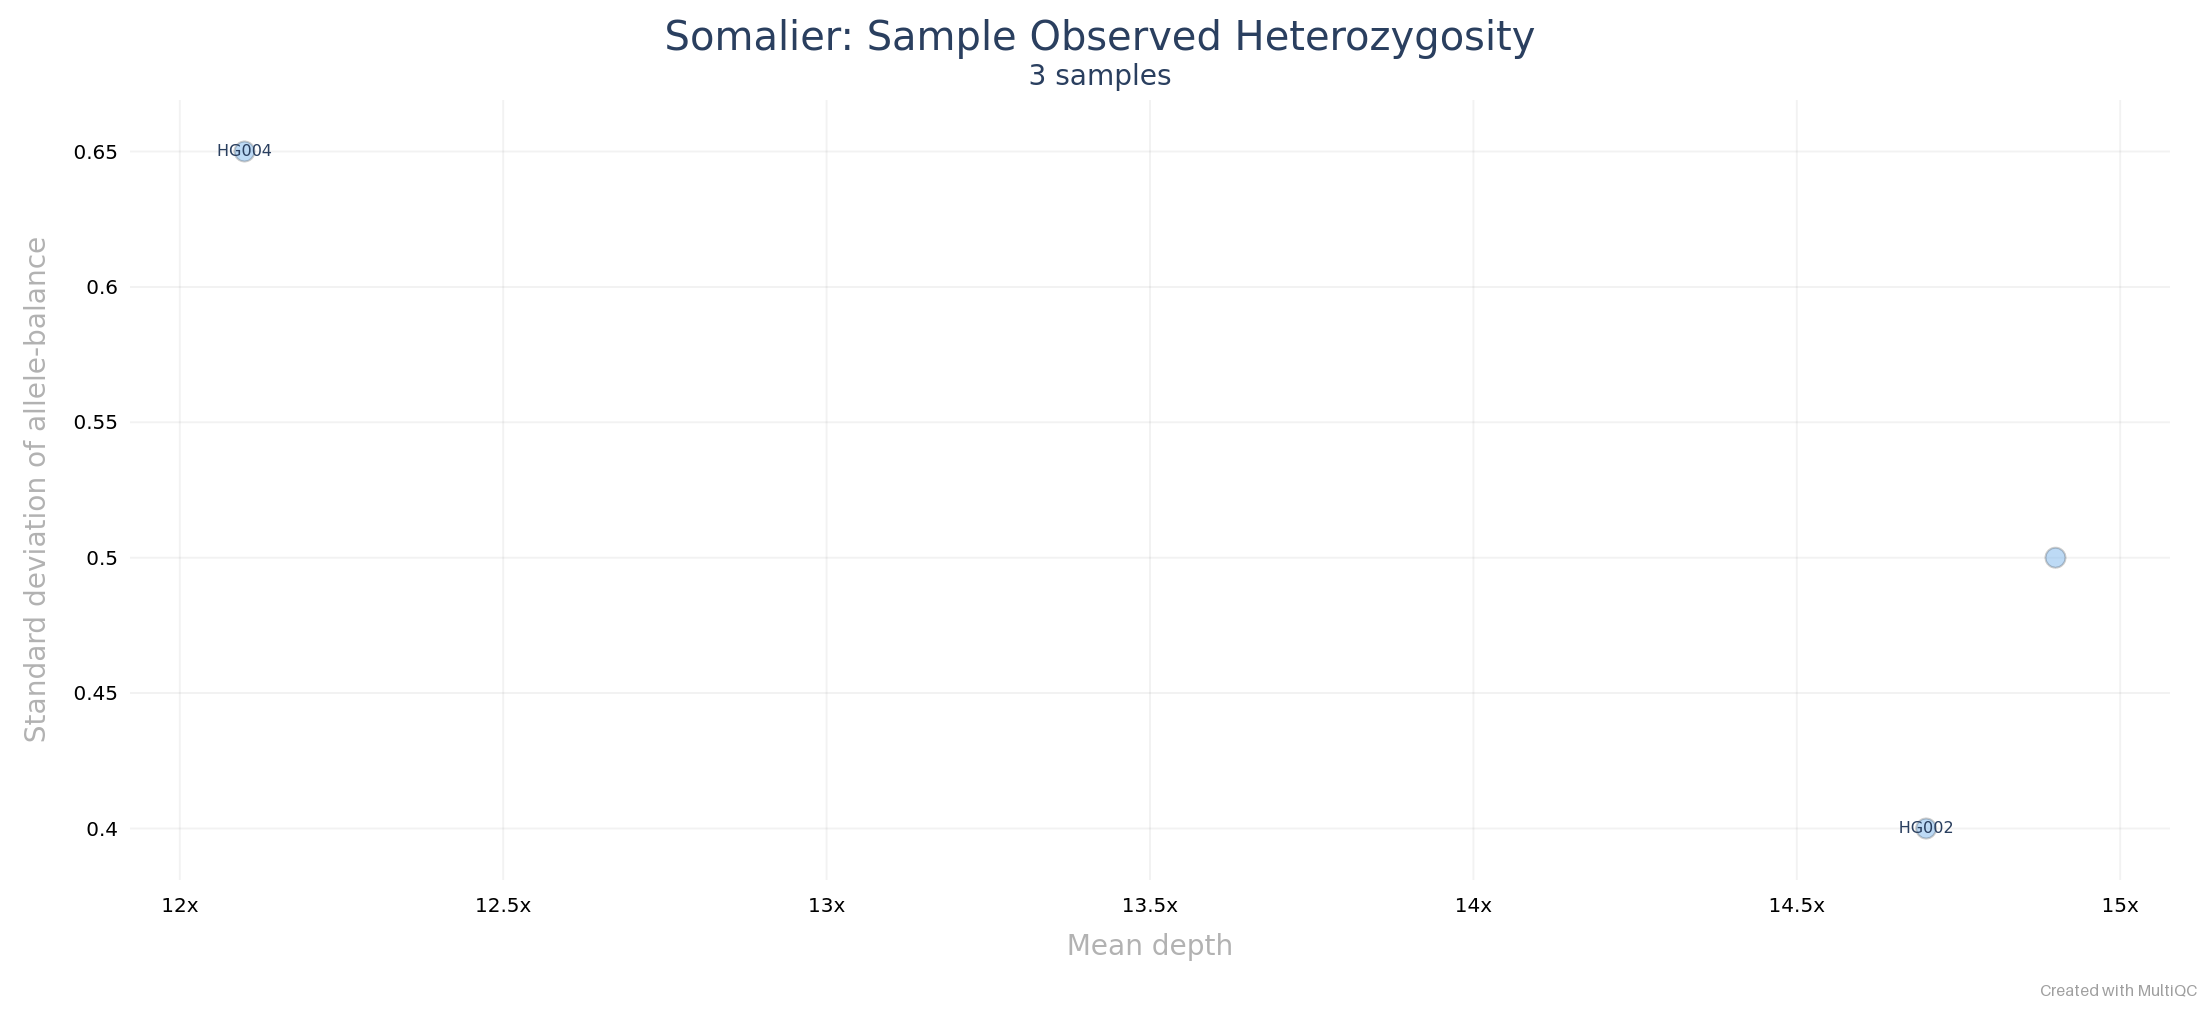 Somalier: Sample Observed Heterozygosity
3 samples
Standard deviation of allele-balance
0.65
0.6
0.55
0.5
0.45
0.4
HG004
HG002
12x
12.5x
13x
13.5x
14x
14.5x
15x
Mean depth
Created with MultiQC